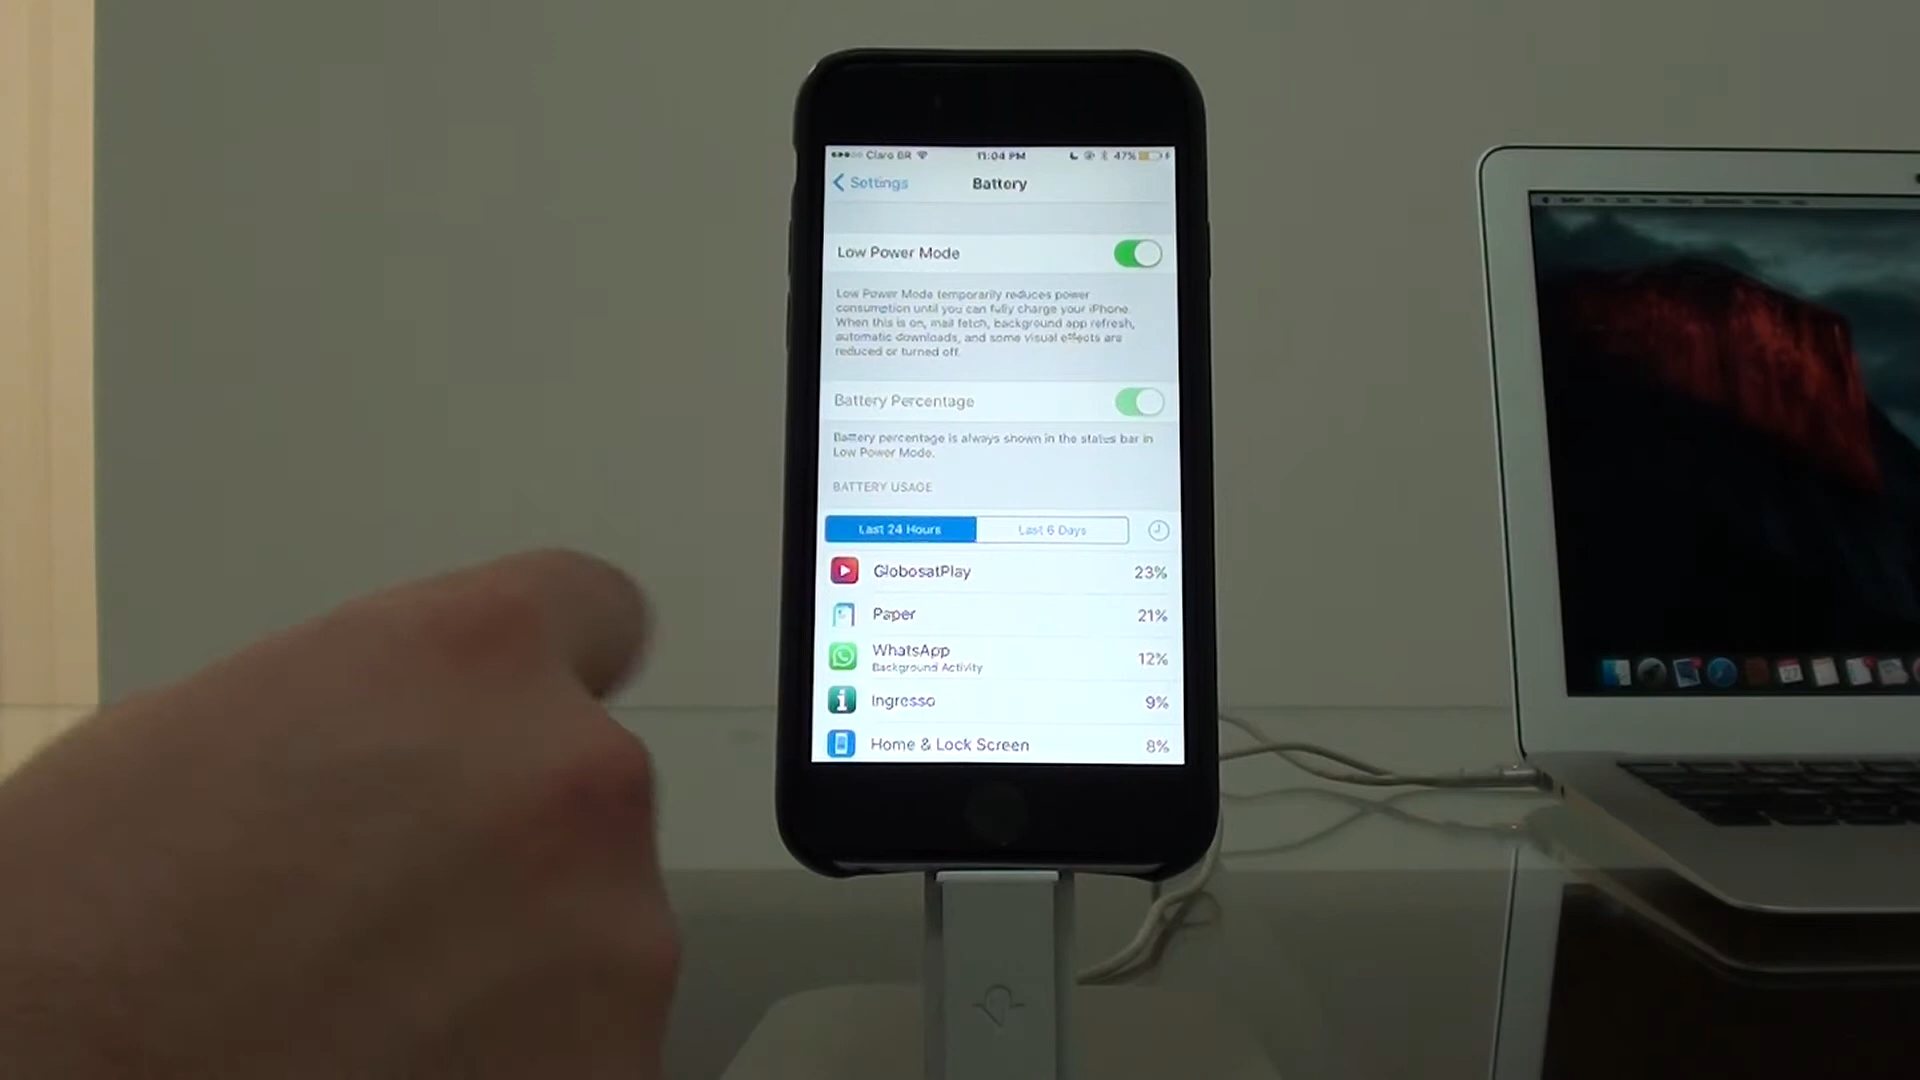 Claro BR 11:04 PM 47%
Settings Battery
Low Power Mode
Low Power Mode temporarily reduces power
consumption until you can fully charge your iPhone.
When this is on, mail fetch, background app refresh,
automatic downloads, and some visual effects are
reduced or turned off.
Battery Percentage
Battery percentage is always shown in the status bar in
Low Power Mode.
BATTERY USAGE
Last 24 Hours Last 6 Days
GlobosatPlay 23%
Paper 21%
WhatsApp 12%
Background Activity
Ingresso 9%
Home & Lock Screen 8%